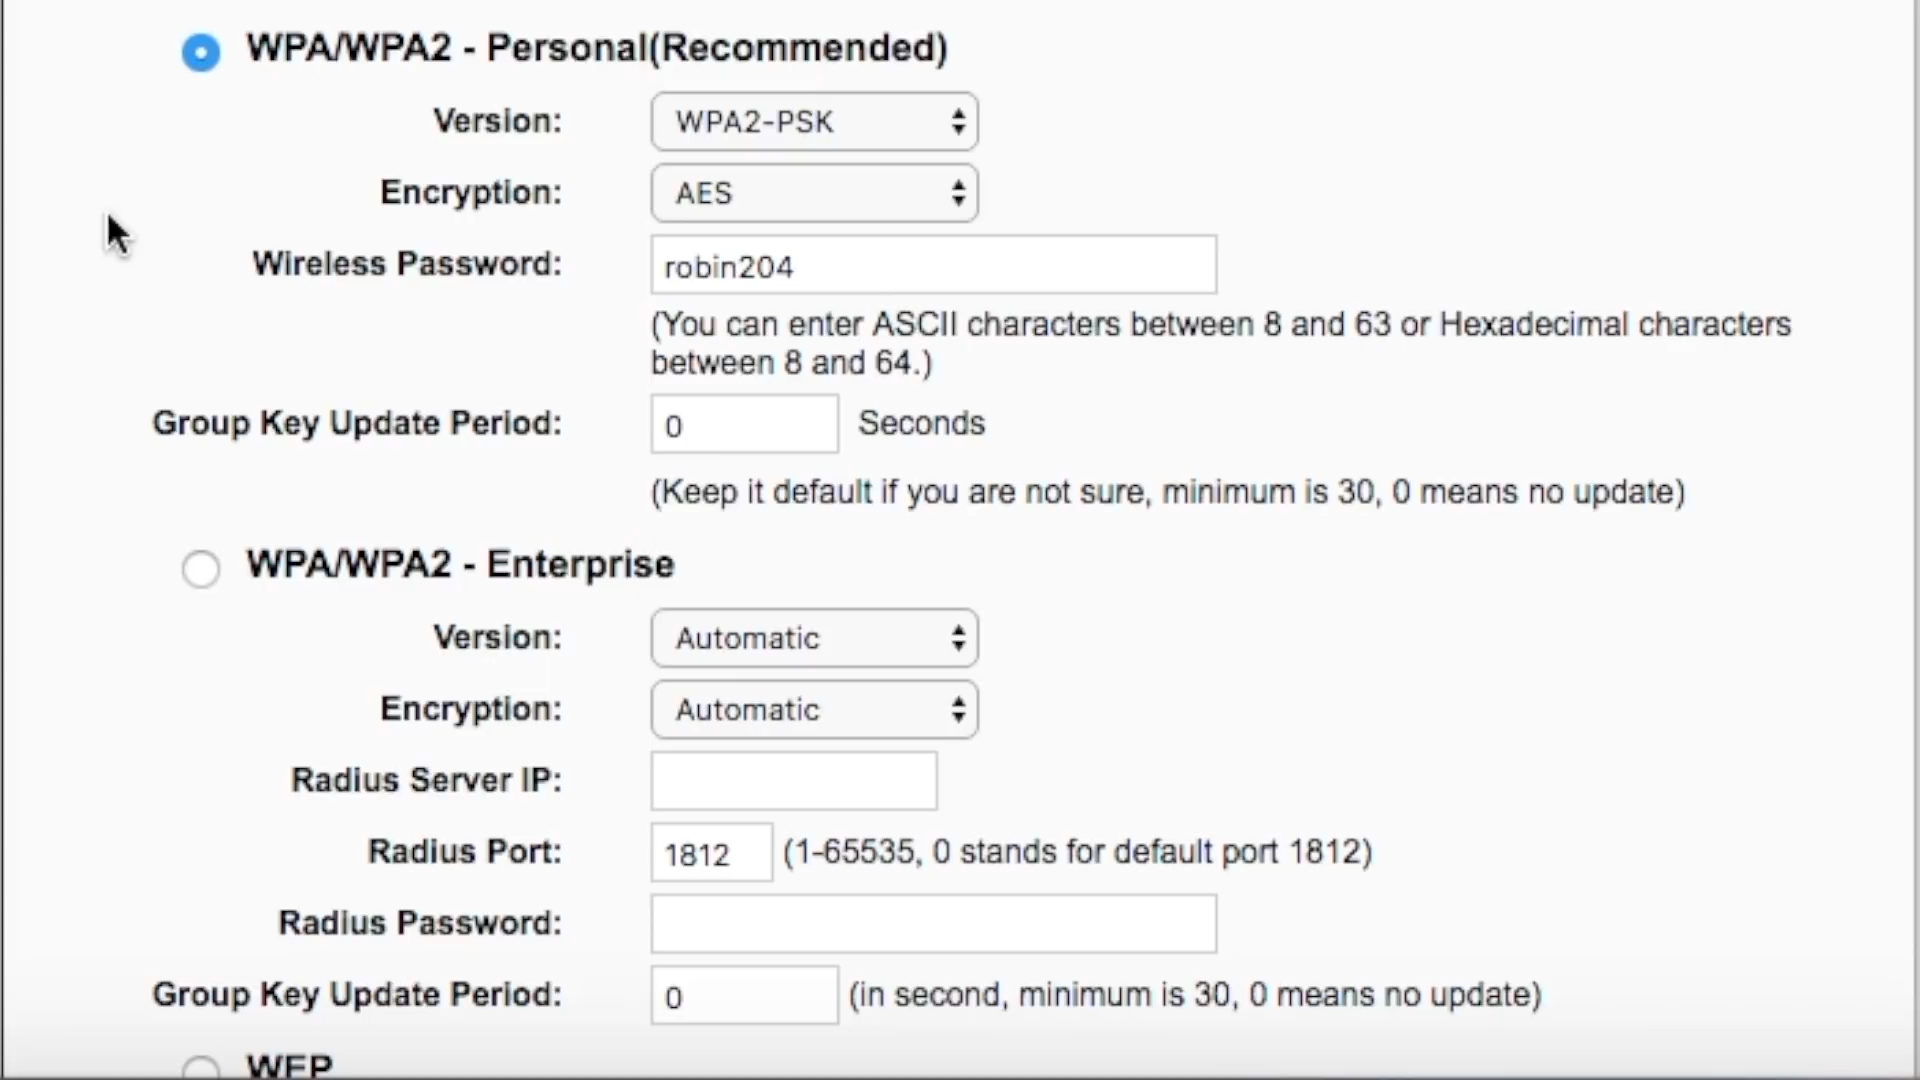 WPA/WPA2 - Personal(Recommended)
Version: WPA2-PSK
Encryption: AES
Wireless Password: robin204
(You can enter ASCII characters between 8 and 63 or Hexadecimal characters
between 8 and 64.)
Group Key Update Period: 0 Seconds
(Keep it default if you are not sure, minimum is 30, 0 means no update)
WPA/WPA2 - Enterprise
Version: Automatic
Encryption: Automatic
Radius Server IP:
Radius Port: 1812 (1-65535, 0 stands for default port 1812)
Radius Password:
Group Key Update Period: 0 (in second, minimum is 30, 0 means no update)
WEP